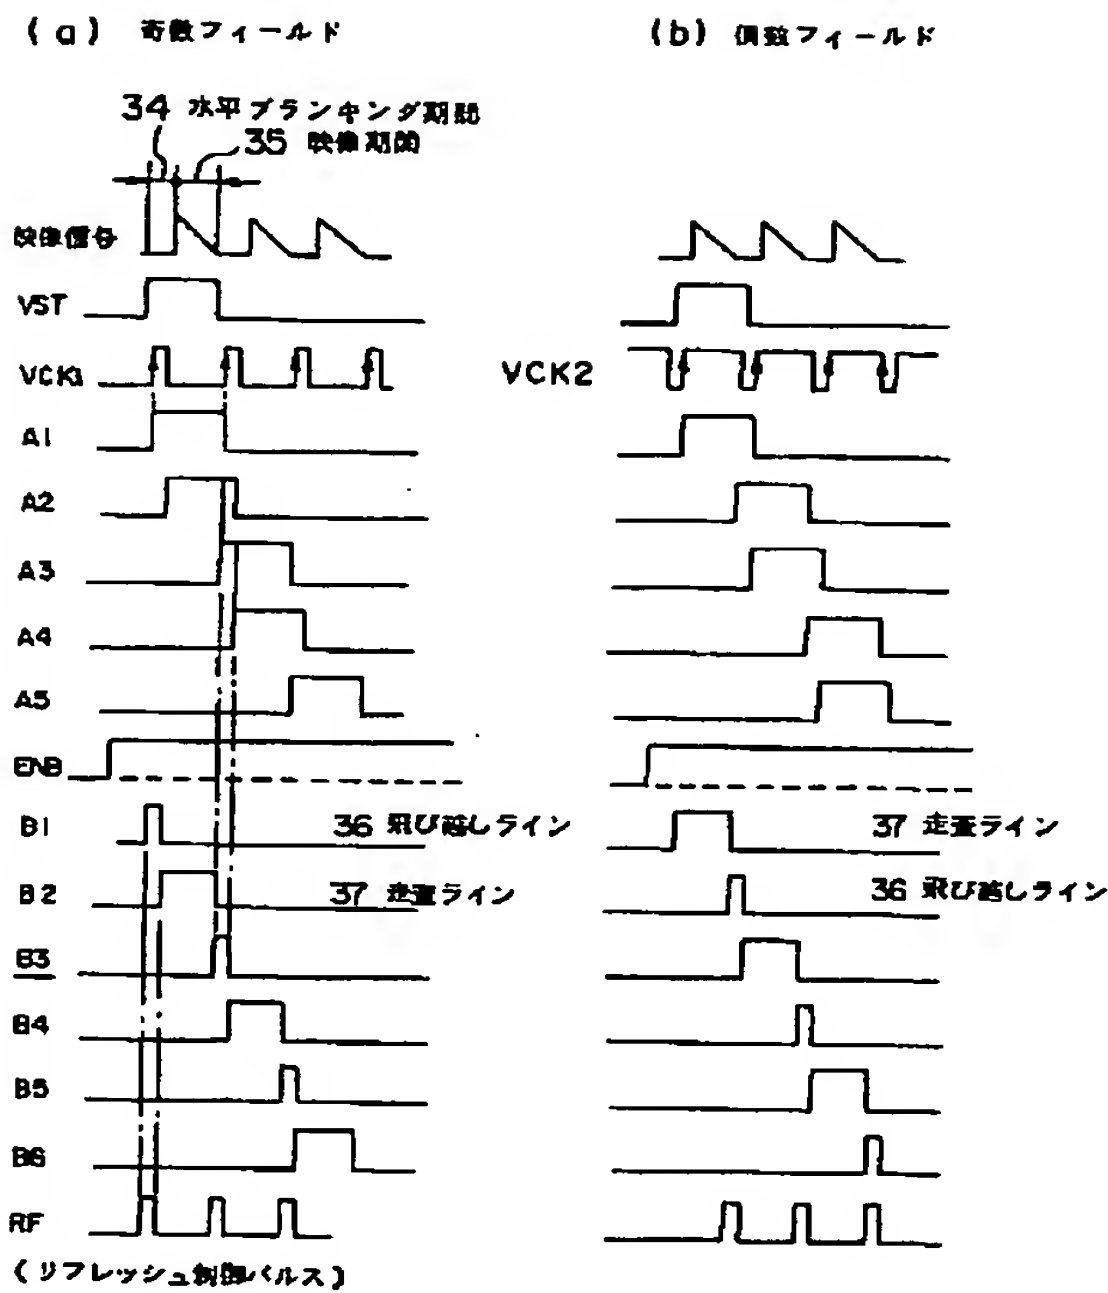 (a) 奇数フィールド
(b) 偶数フィールド
34 水平ブランキング期間
35 映像期間
映像信号
VST
VCK1
VCK2
A1
A2
A3
A4
A5
ENB
B1
36 飛び越しライン
37 走査ライン
B2
37 走査ライン
36 飛び越しライン
B3
B4
B5
B6
RF
(リフレッシュ制御パルス)